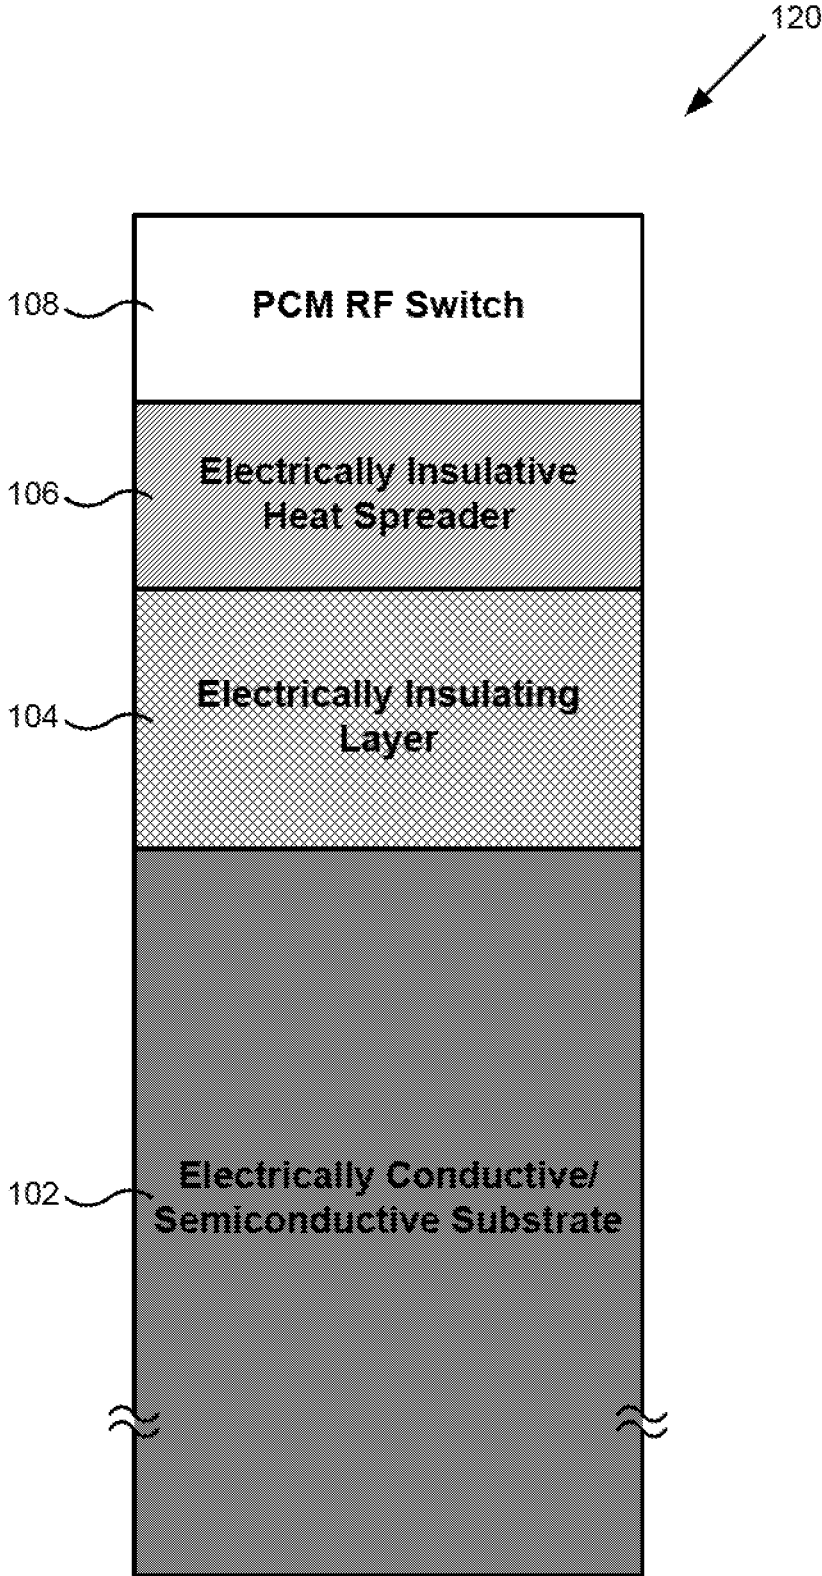 120
108
PCM RF Switch
106
Electrically Insulative
Heat Spreader
104
Electrically Insulating
Layer
102
Electrically Conductive/
Semiconductive Substrate